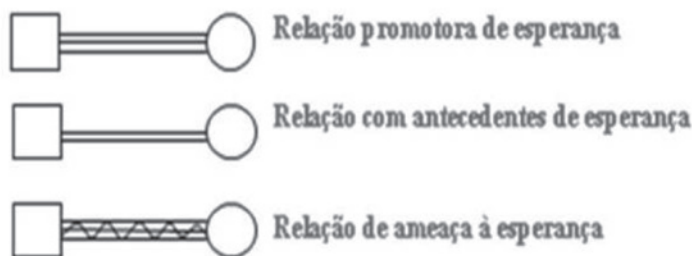 Relação promotora de esperança
Relação com antecedentes de esperança
Relação de ameaça à esperança